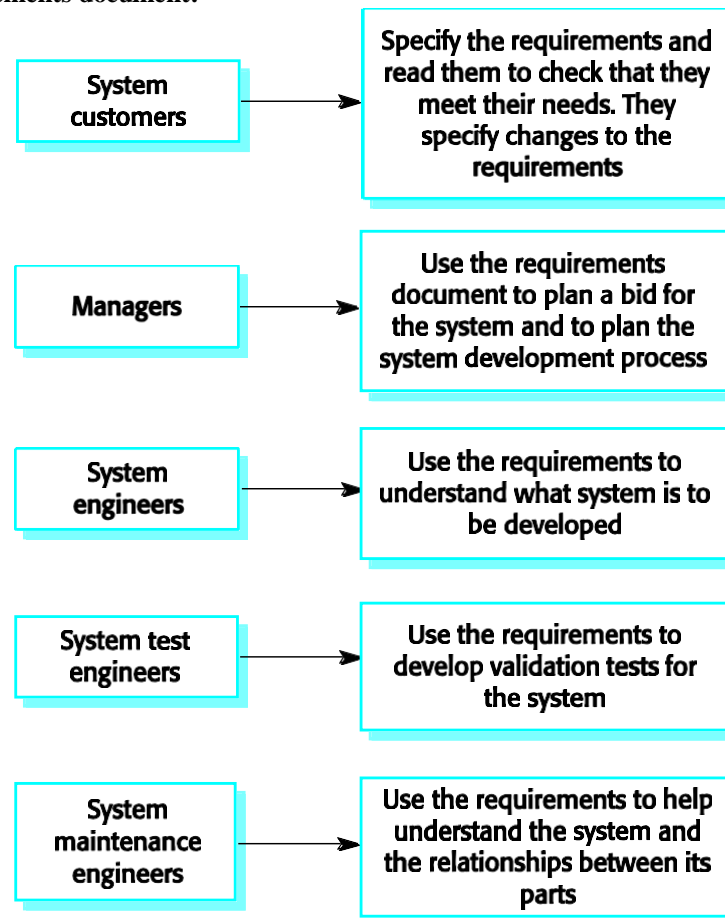 System
customers
Specify the requirements and
read them to check that they
meet their needs. They
specify changes to the
requirements
Managers
Use the requirements
document to plan a bid for
the system and to plan the
system development process
System
engineers
Use the requirements to
understand what system is to
be developed
System test
engineers
Use the requirements to
develop validation tests for
the system
System
maintenance
engineers
Use the requirements to help
understand the system and
the relationships between its
parts